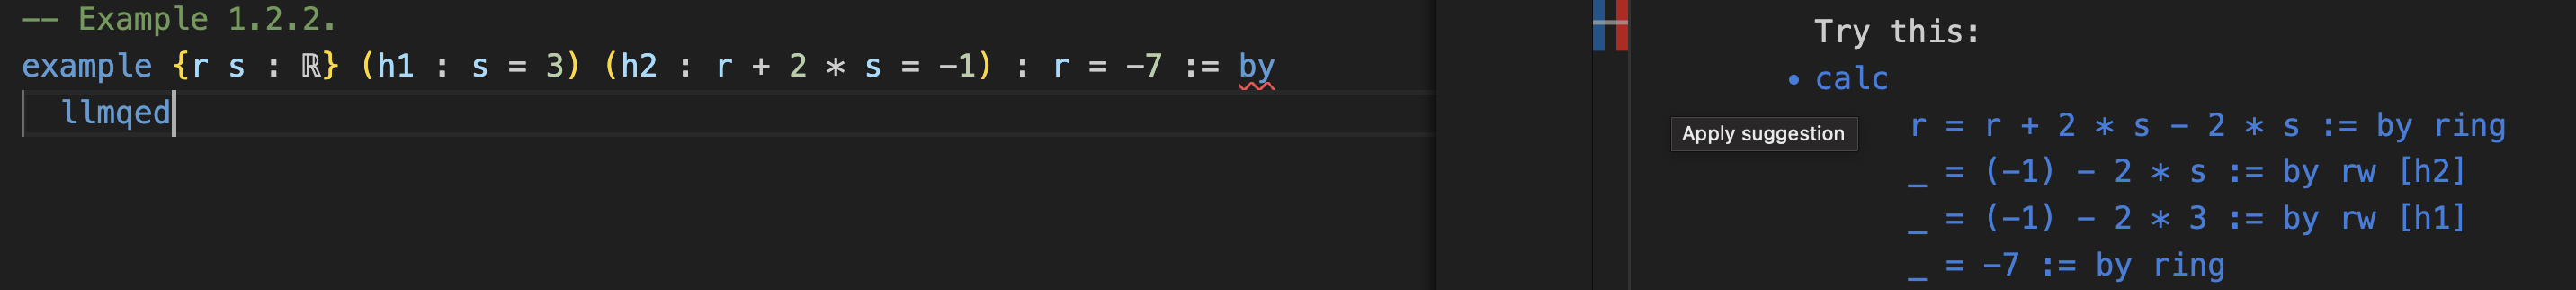 -- Example 1.2.2.
example {r s : ℝ} (h1 : s = 3) (h2 : r + 2 * s = -1) : r = -7 := by
llmqed
Try this:
• calc
Apply suggestion
r = r + 2 * s - 2 * s := by ring
_ = (-1) - 2 * s := by rw [h2]
_ = (-1) - 2 * 3 := by rw [h1]
_ = -7 := by ring